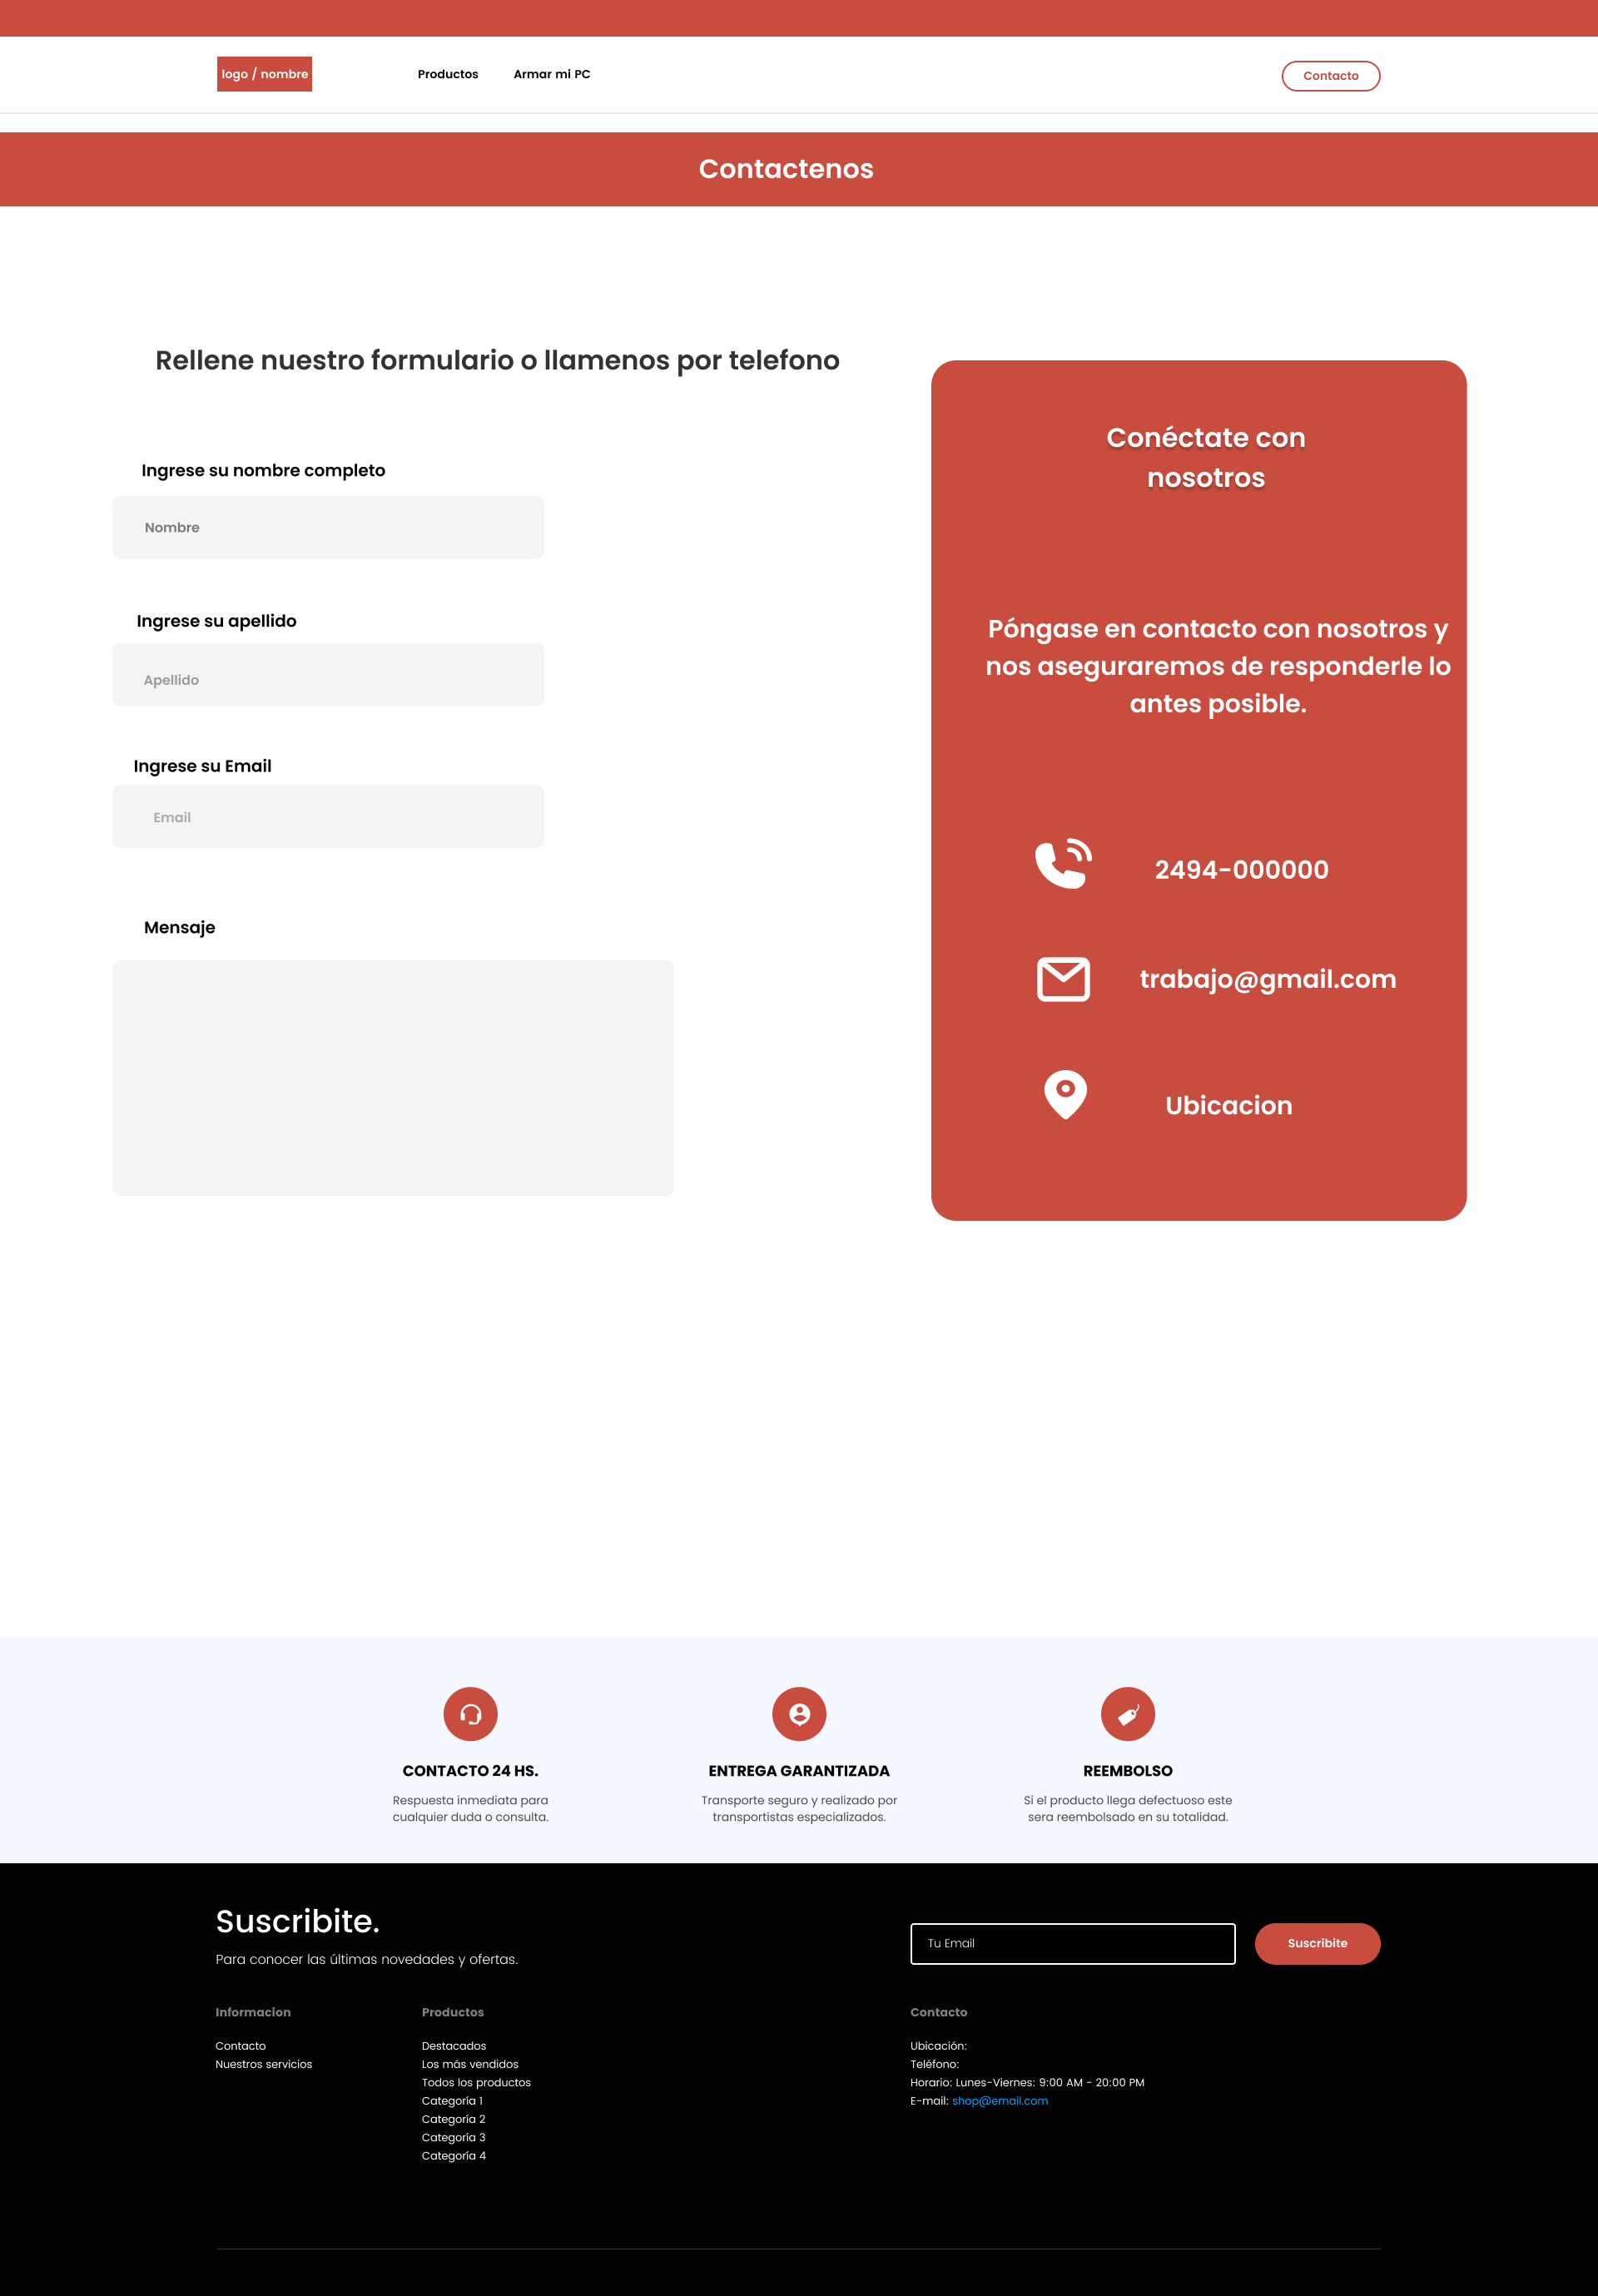 logo / nombre
Productos
Armar mi PC
Contacto
Contactenos
Rellene nuestro formulario o llamenos por telefono
Ingrese su nombre completo
Nombre
Ingrese su apellido
Apellido
Ingrese su Email
Email
Mensaje
Conéctate con
nosotros
Póngase en contacto con nosotros y
nos aseguraremos de responderle lo
antes posible.
2494-000000
trabajo@gmail.com
Ubicacion
CONTACTO 24 HS.
Respuesta inmediata para
cualquier duda o consulta.
ENTREGA GARANTIZADA
Transporte seguro y realizado por
transportistas especializados.
REEMBOLSO
Si el producto llega defectuoso este
sera reembolsado en su totalidad.
Suscribite.
Para conocer las últimas novedades y ofertas.
Tu Email
Suscribite
Informacion
Contacto
Nuestros servicios
Productos
Destacados
Los más vendidos
Todos los productos
Categoría 1
Categoría 2
Categoría 3
Categoría 4
Contacto
Ubicación:
Teléfono:
Horario: Lunes-Viernes: 9:00 AM - 20:00 PM
E-mail: shop@email.com